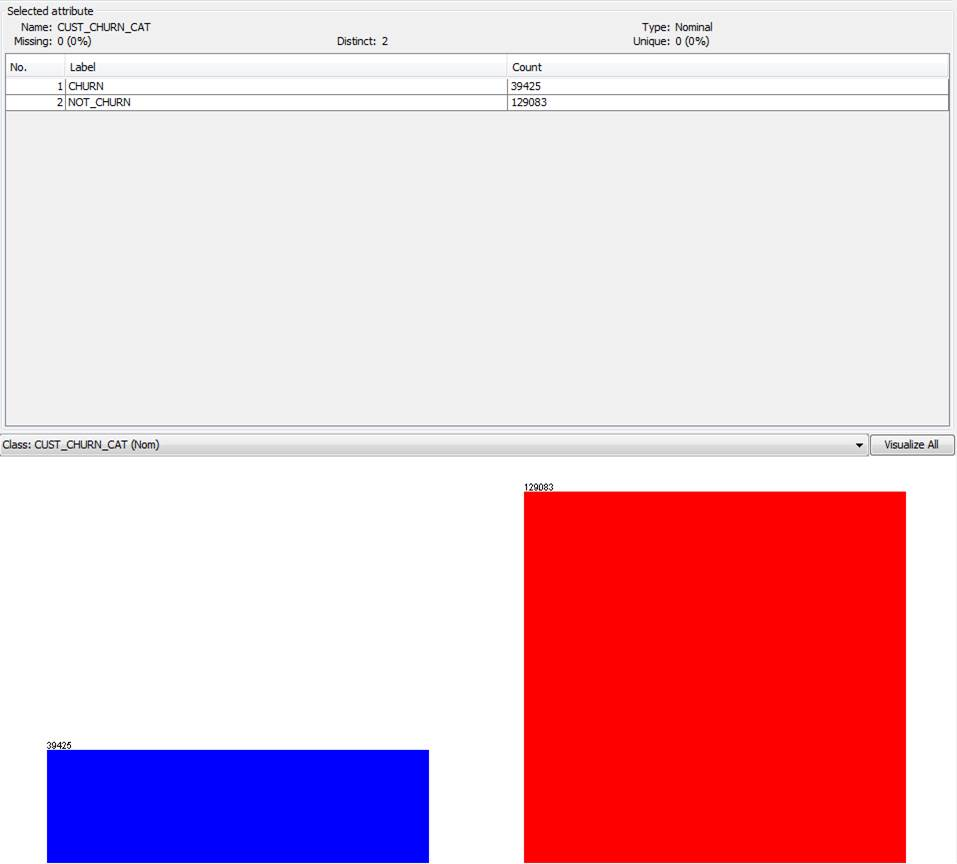 Selected attribute
Name: CUST_CHURN_CAT Type: Nominal
Missing: 0 (0%) Distinct: 2 Unique: 0 (0%)
No. Label Count
1 CHURN 39425
2 NOT_CHURN 129083
Class: CUST_CHURN_CAT (Nom) Visualize All
129083
39425